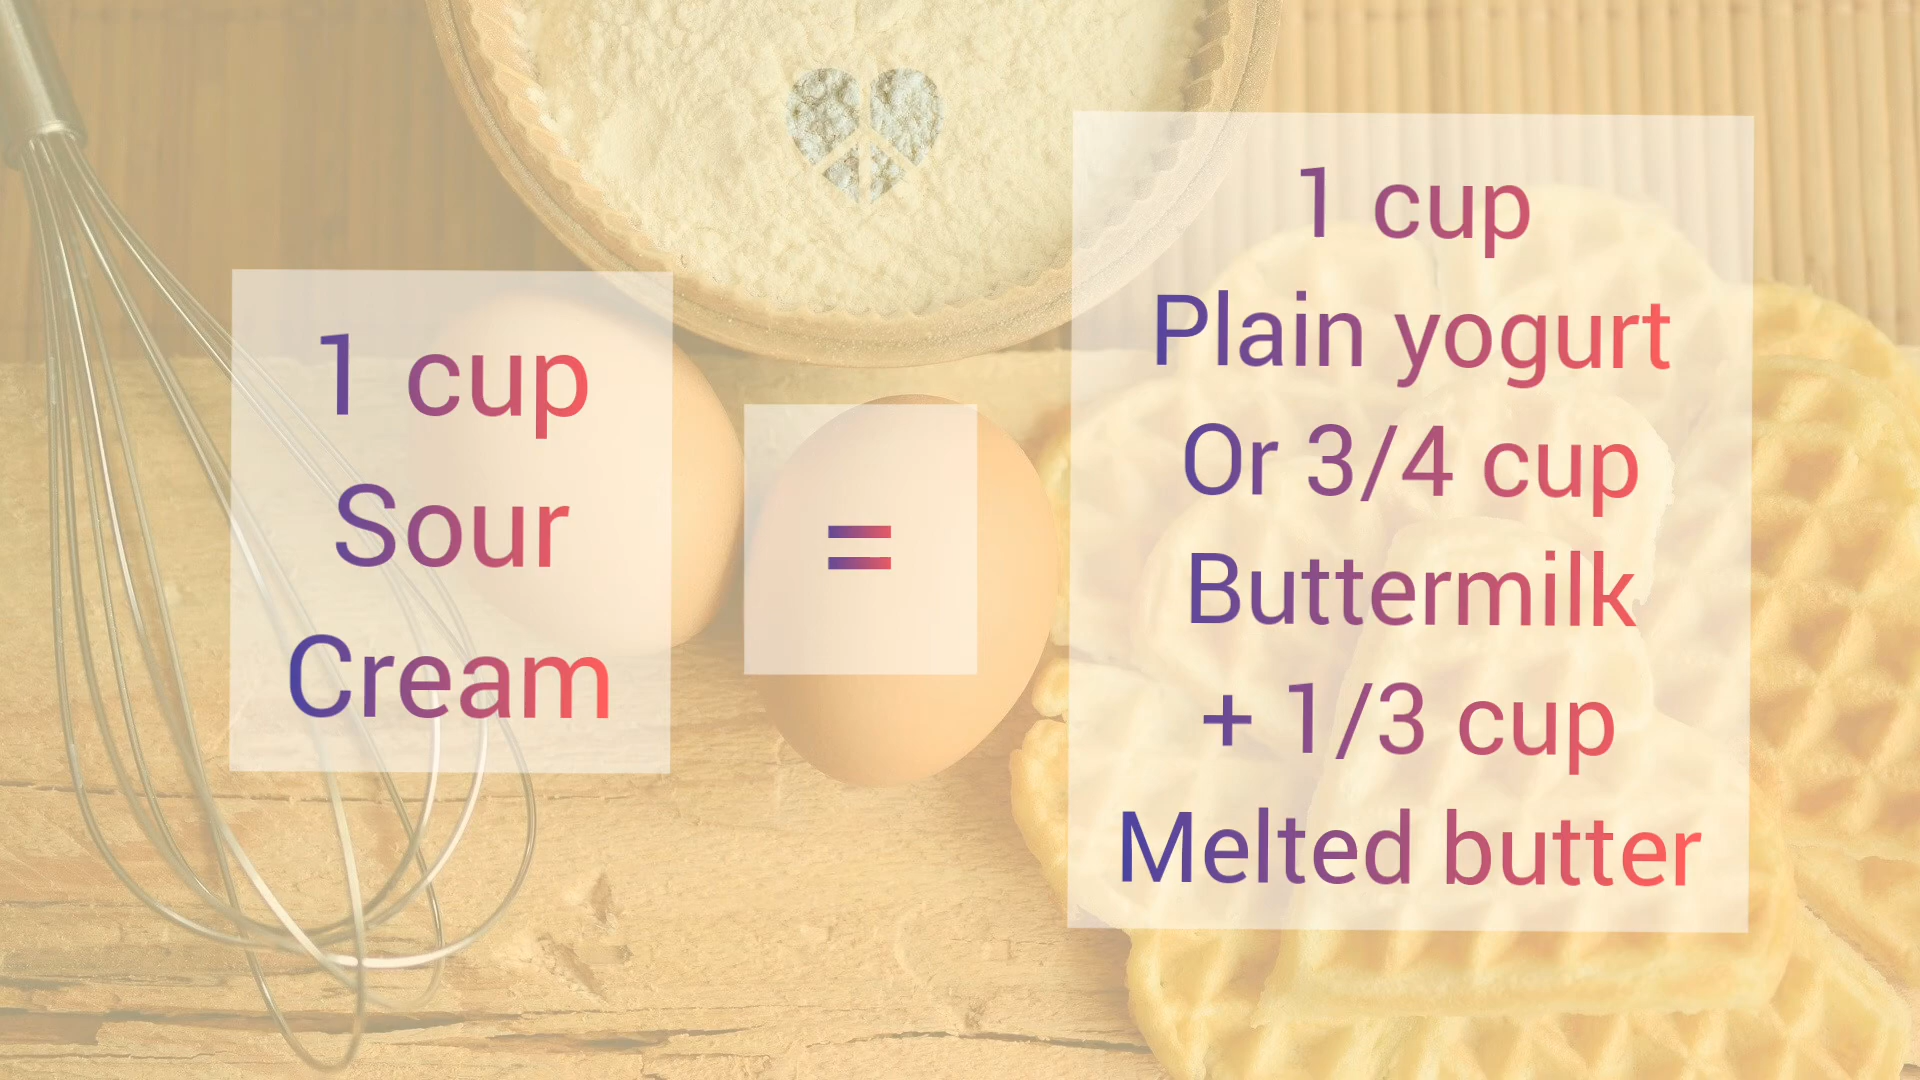 1 cup
Sour
Cream
=
1 cup
Plain yogurt
Or 3/4 cup
Buttermilk
+ 1/3 cup
Melted butter